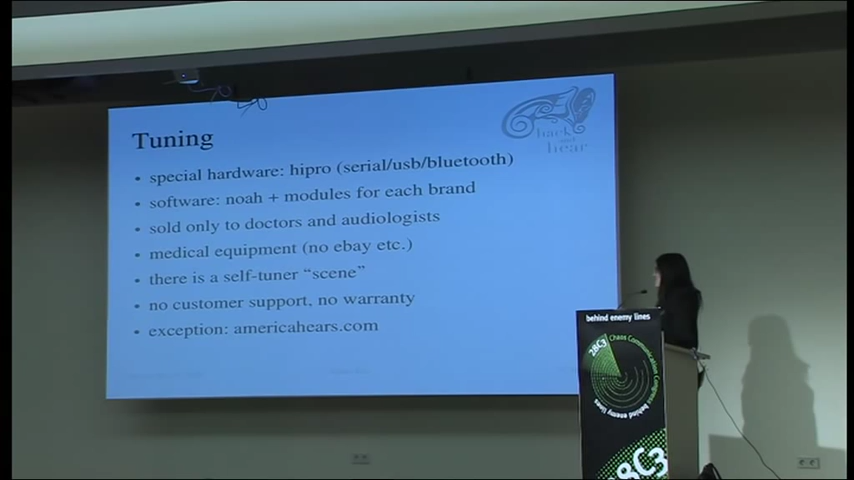 Tuning
hack
and
hear
• special hardware: hipro (serial/usb/bluetooth)
• software: noah + modules for each brand
• sold only to doctors and audiologists
• medical equipment (no ebay etc.)
• there is a self-tuner “scene”
• no customer support, no warranty
• exception: americahears.com
behind enemy lines
28C3
Chaos Communication Congress
behind enemy lines
28C3